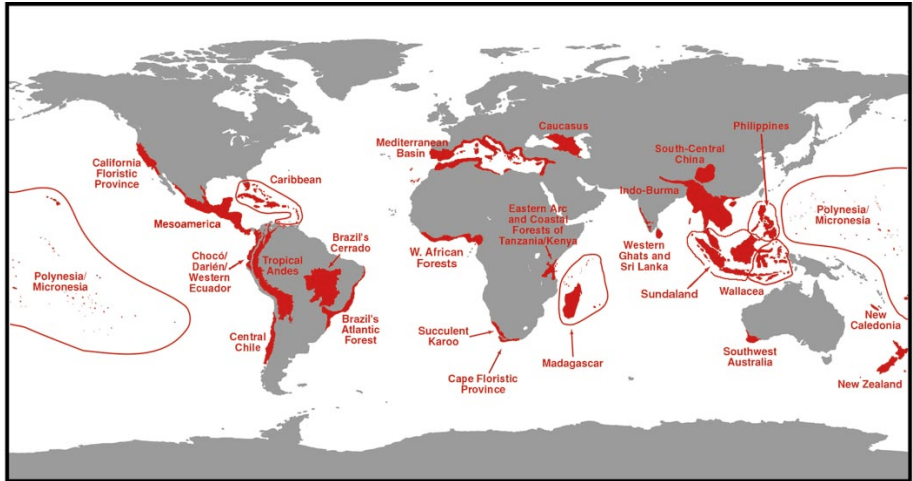 California
Floristic
Province
Caribbean
Mesoamerica
Polynesia/
Micronesia
Chocó/
Darién/
Western
Ecuador
Tropical
Andes
Brazil's
Cerrado
Brazil's
Atlantic
Forest
Central
Chile
Mediterranean
Basin
Caucasus
W. African
Forests
Eastern Arc
and Coastal
Forests of
Tanzania/Kenya
Succulent
Karoo
Cape Floristic
Province
Madagascar
Philippines
South-Central
China
Indo-Burma
Western
Ghats and
Sri Lanka
Sundaland
Wallacea
Polynesia/
Micronesia
New
Caledonia
Southwest
Australia
New Zealand